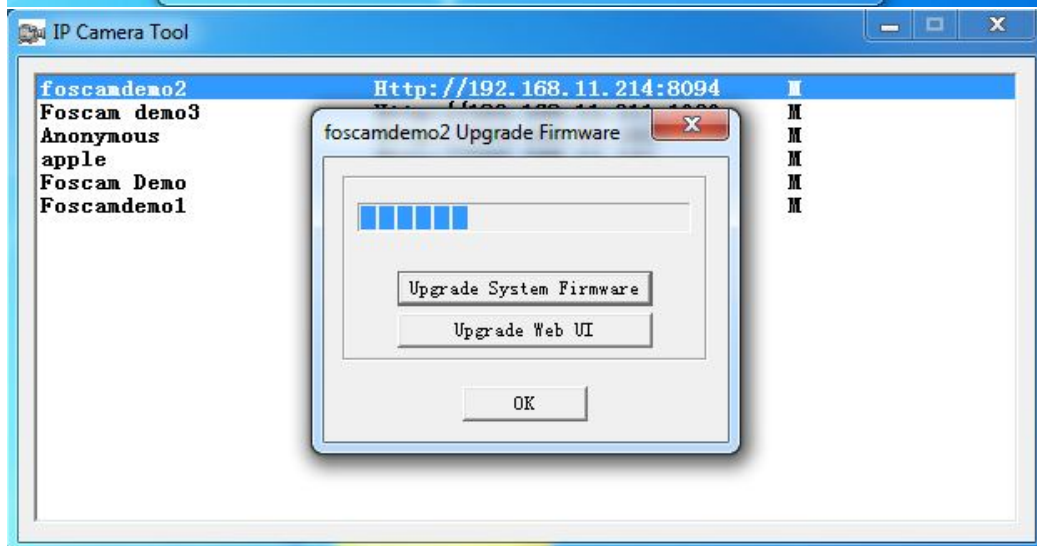 IP Camera Tool
foscamdemo2 Http://192.168.11.214:8094 M
Foscam demo3 M
Anonymous M
apple M
Foscam Demo M
Foscamdemo1 M
foscamdemo2 Upgrade Firmware
Upgrade System Firmware
Upgrade Web UI
OK